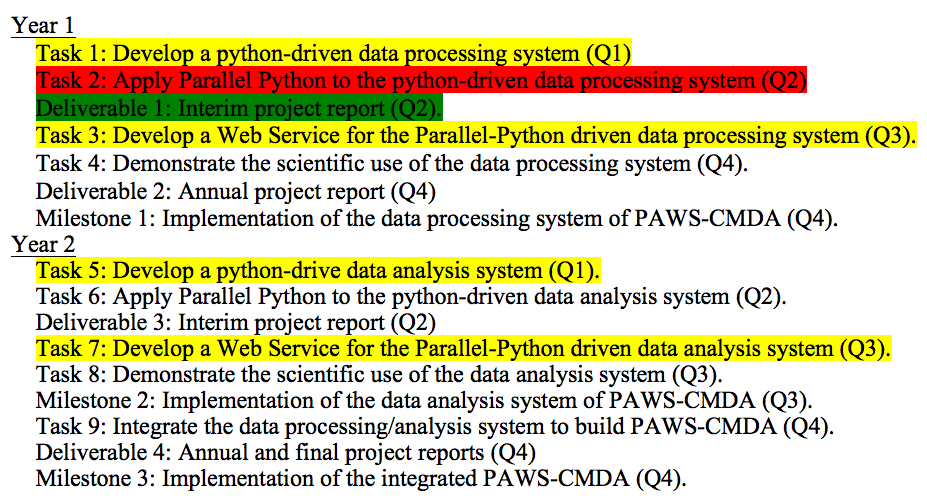 Year 1
Task 1: Develop a python-driven data processing system (Q1)
Task 2: Apply Parallel Python to the python-driven data processing system (Q2)
Deliverable 1: Interim project report (Q2).
Task 3: Develop a Web Service for the Parallel-Python driven data processing system (Q3).
Task 4: Demonstrate the scientific use of the data processing system (Q4).
Deliverable 2: Annual project report (Q4)
Milestone 1: Implementation of the data processing system of PAWS-CMDA (Q4).
Year 2
Task 5: Develop a python-drive data analysis system (Q1).
Task 6: Apply Parallel Python to the python-driven data analysis system (Q2).
Deliverable 3: Interim project report (Q2)
Task 7: Develop a Web Service for the Parallel-Python driven data analysis system (Q3).
Task 8: Demonstrate the scientific use of the data analysis system (Q3).
Milestone 2: Implementation of the data analysis system of PAWS-CMDA (Q3).
Task 9: Integrate the data processing/analysis system to build PAWS-CMDA (Q4).
Deliverable 4: Annual and final project reports (Q4)
Milestone 3: Implementation of the integrated PAWS-CMDA (Q4).